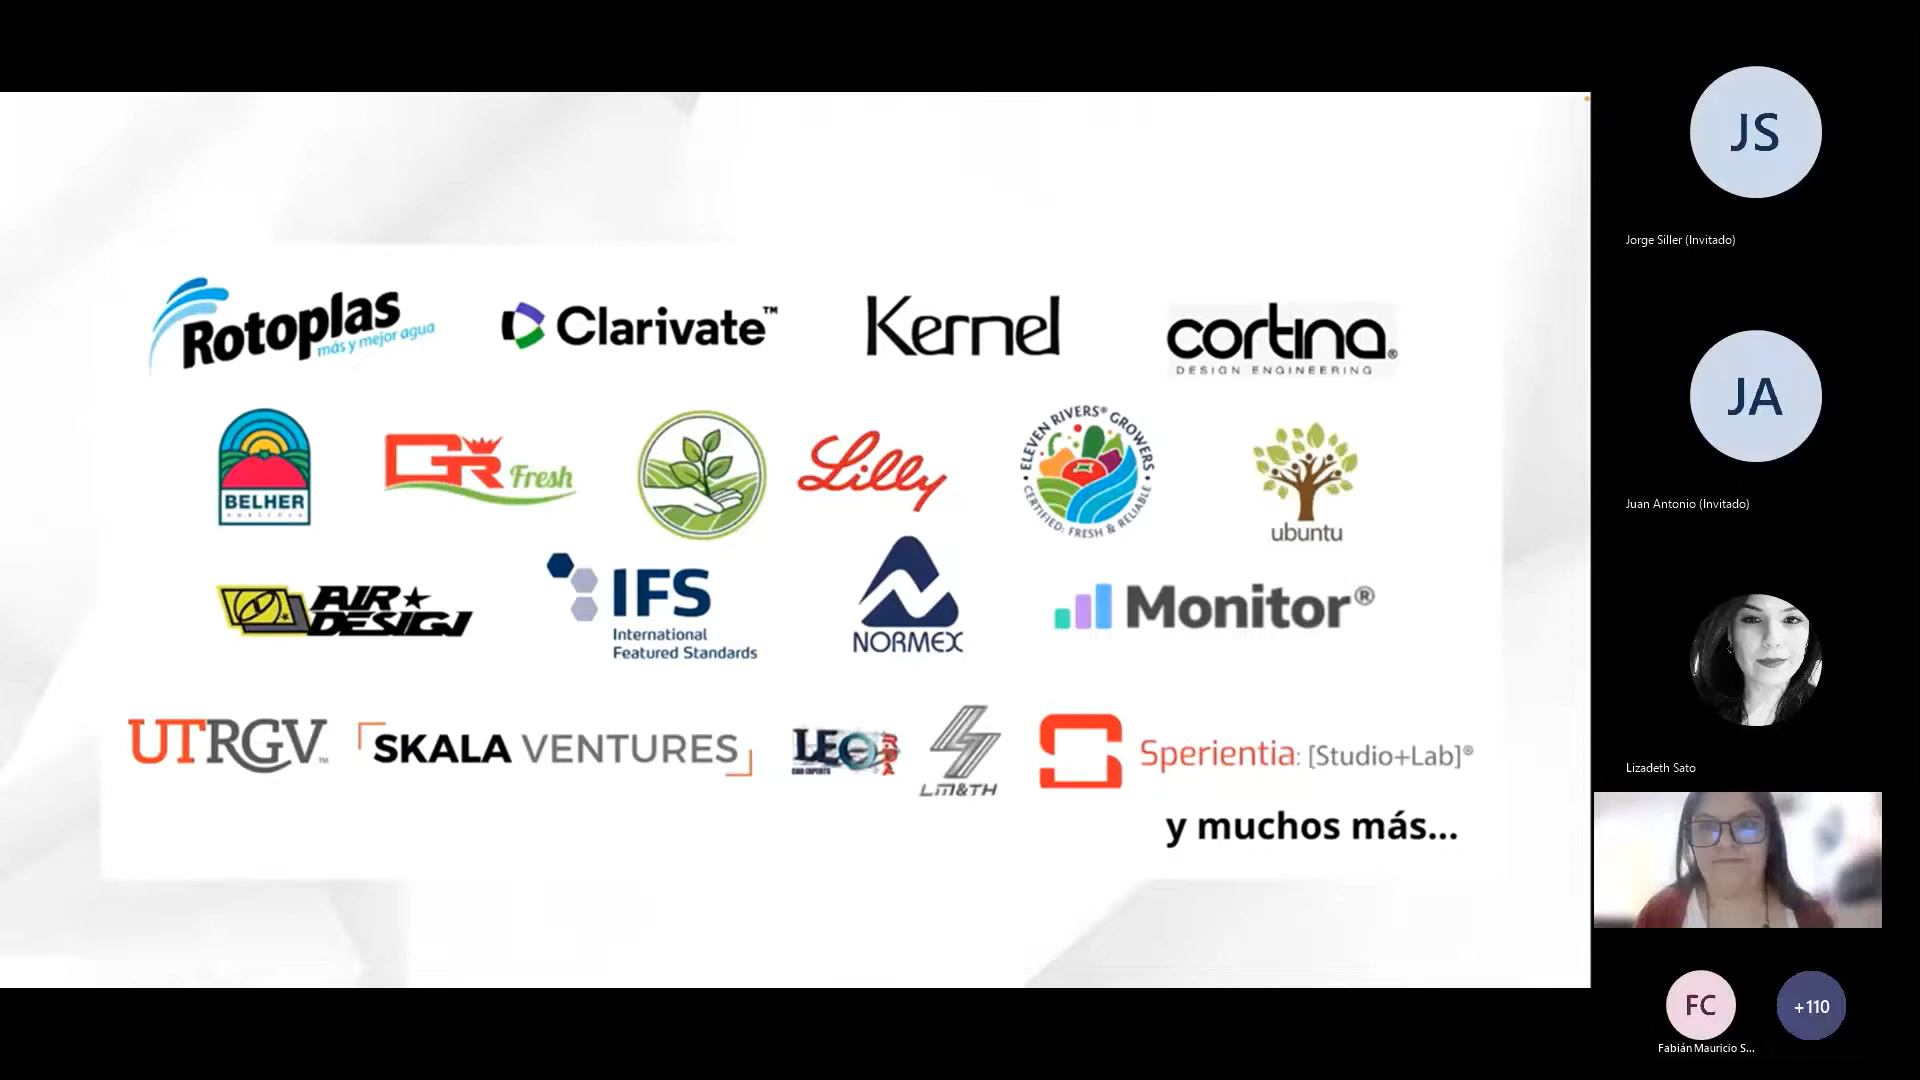 Rotoplas
más y mejor agua
Clarivate™
Kernel
cortina®
DESIGN ENGINEERING
BELHER
GR Fresh
Lilly
ELEVEN RIVERS® GROWERS
• CERTIFIED: FRESH & RELIABLE •
ubuntu
AIR DESIGN
IFS
International
Featured Standards
NORMEX
Monitor®
UTRGV™
SKALA VENTURES
LEO
LM&TH
Sperientia: [Studio+Lab]®
y muchos más...
JS
Jorge Siller (Invitado)
JA
Juan Antonio (Invitado)
Lizadeth Sato
FC
Fabián Mauricio S...
+110